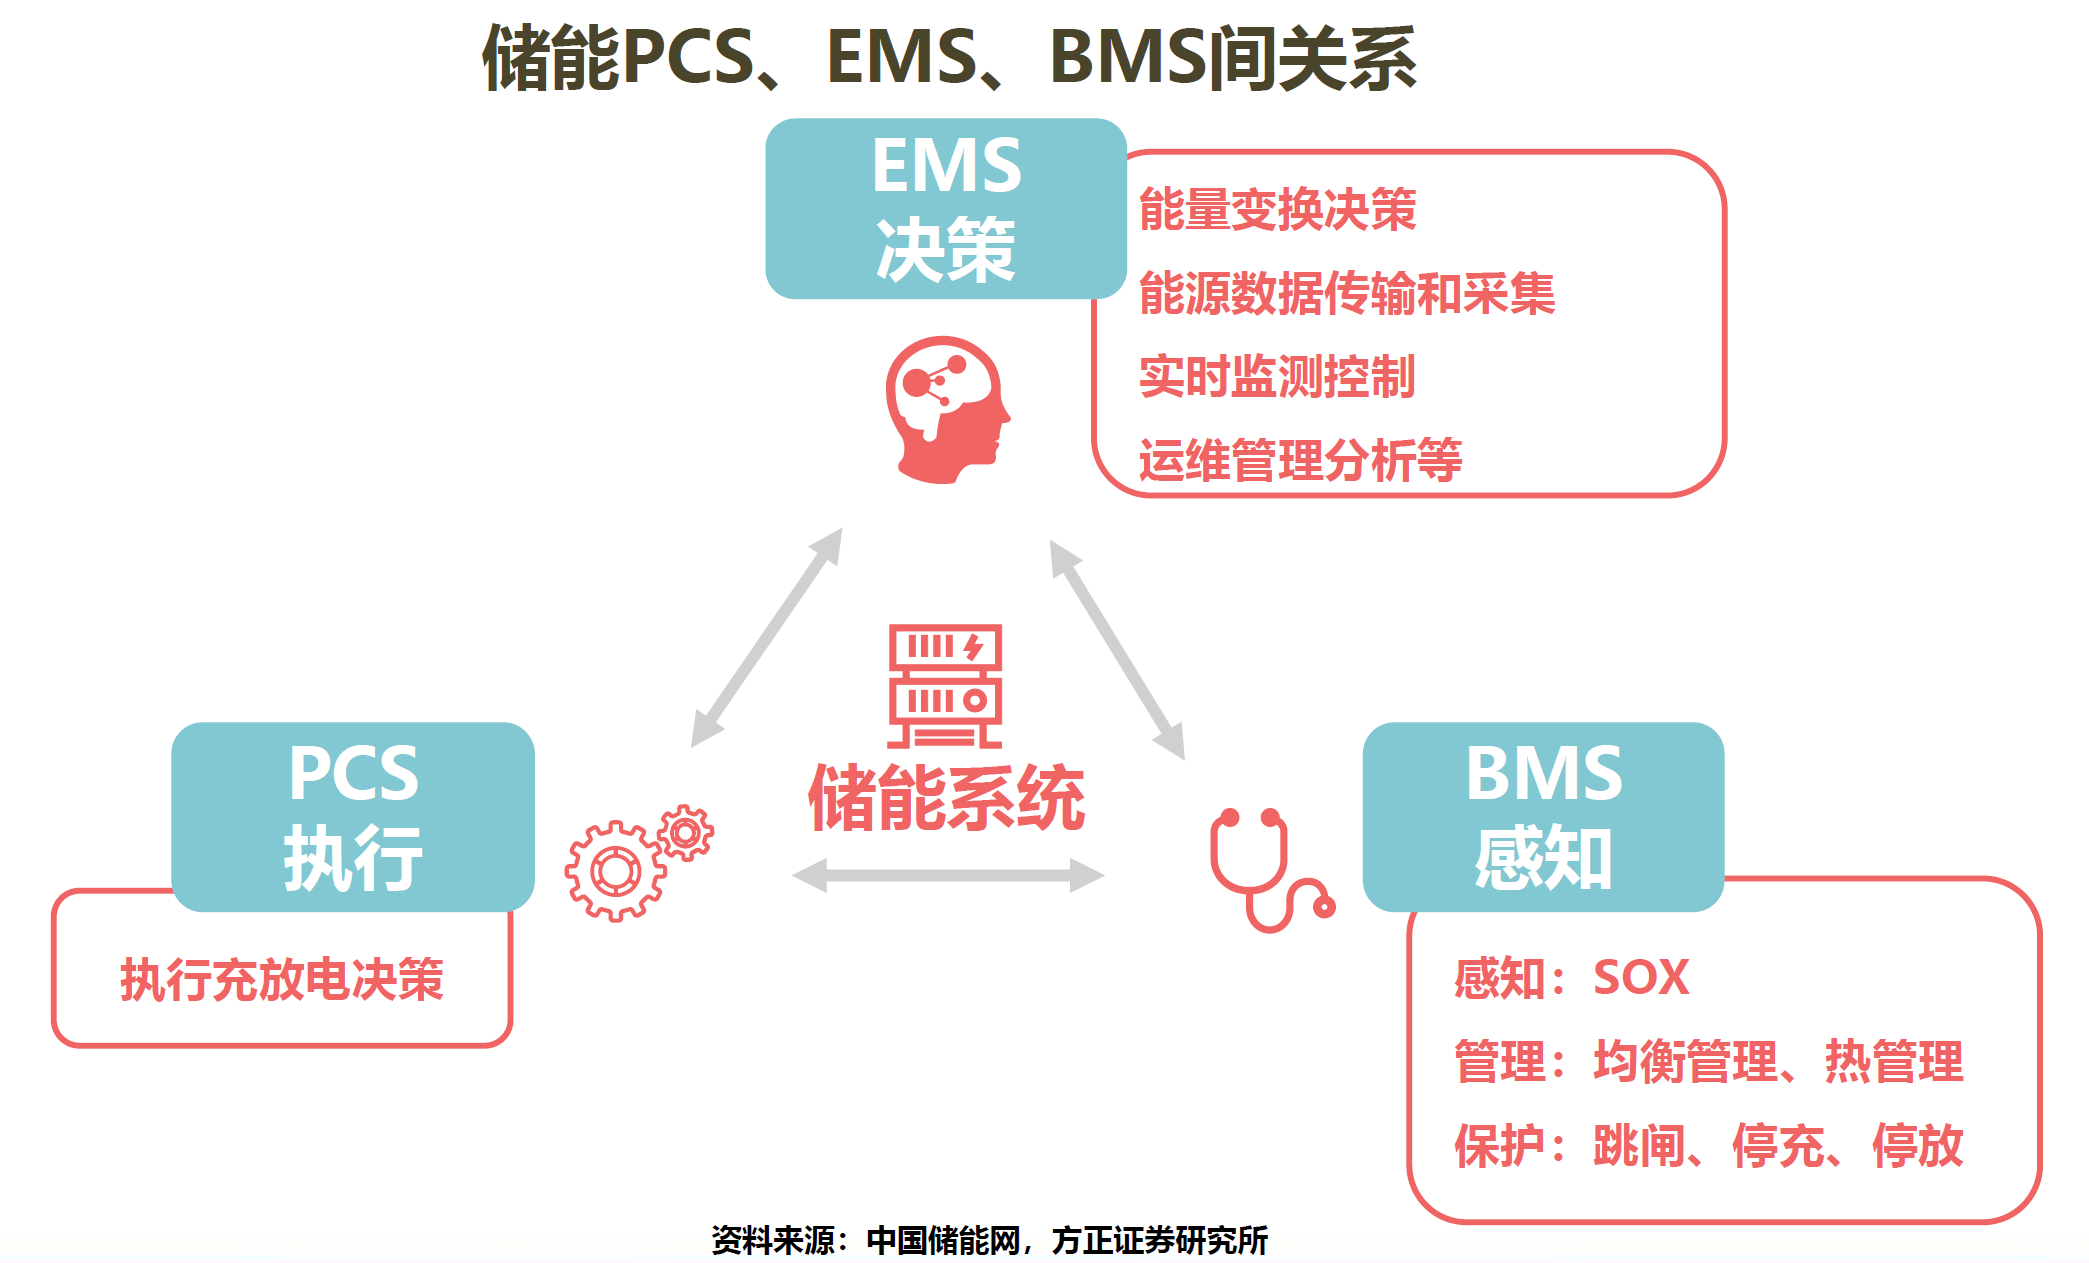 储能PCS、EMS、BMS间关系
EMS
决策
能量变换决策
能源数据传输和采集
实时监测控制
运维管理分析等
储能系统
PCS
执行
执行充放电决策
BMS
感知
感知：SOX
管理：均衡管理、热管理
保护：跳闸、停充、停放
资料来源：中国储能网，方正证券研究所